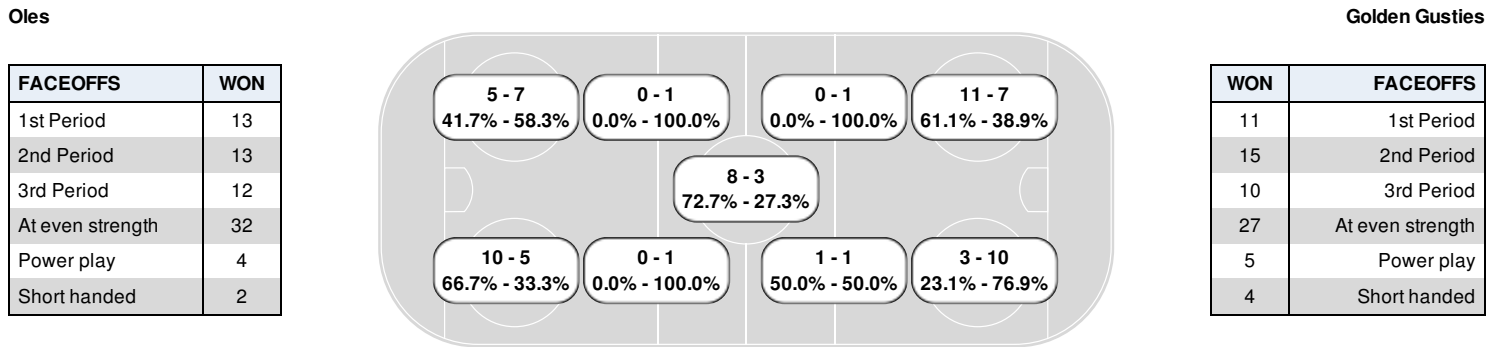 Oles
Golden Gusties
FACEOFFS WON
1st Period 13
2nd Period 13
3rd Period 12
At even strength 32
Power play 4
Short handed 2
5 - 7
41.7% - 58.3%
0 - 1
0.0% - 100.0%
0 - 1
0.0% - 100.0%
11 - 7
61.1% - 38.9%
8 - 3
72.7% - 27.3%
10 - 5
66.7% - 33.3%
0 - 1
0.0% - 100.0%
1 - 1
50.0% - 50.0%
3 - 10
23.1% - 76.9%
WON FACEOFFS
11 1st Period
15 2nd Period
10 3rd Period
27 At even strength
5 Power play
4 Short handed